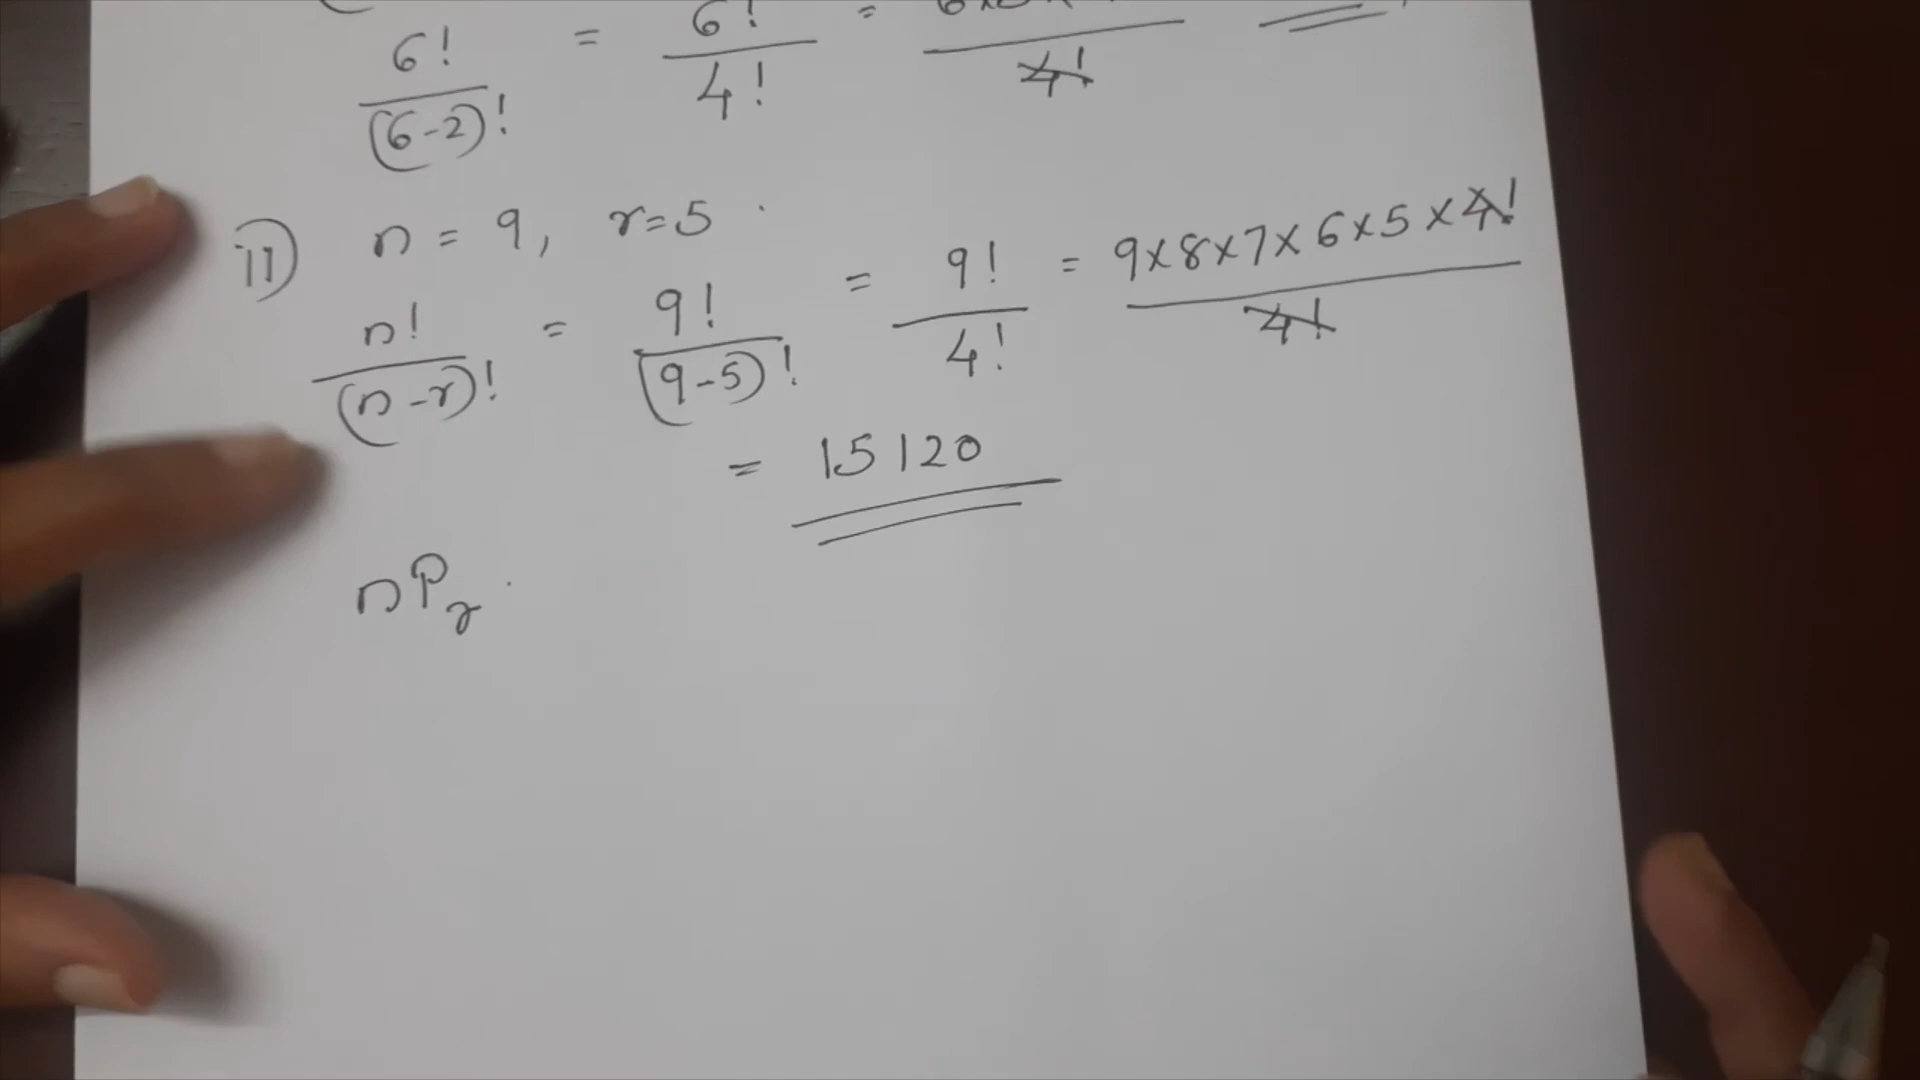 6! / (6-2)! = 6! / 4! = / 4!
ii) n = 9, r=5.
n! / (n-r)! = 9! / (9-5)! = 9! / 4! = 9×8×7×6×5×4! / 4!
= 15120
nPr.